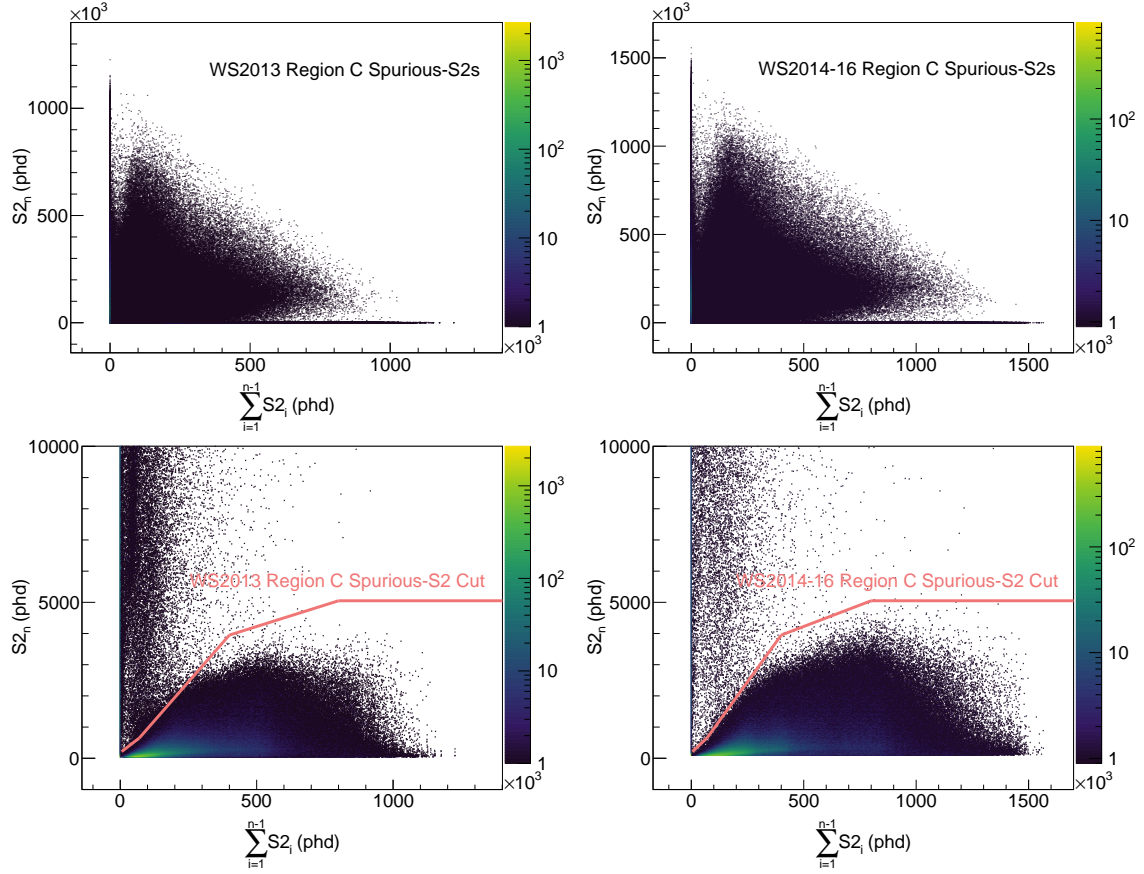 ×10³
WS2013 Region C Spurious-S2s
S2ₙ (phd)
1000
500
0
0 500 1000
×10³
n-1
∑ S2ᵢ (phd)
i=1
10³
10²
10
1
×10³
WS2014-16 Region C Spurious-S2s
S2ₙ (phd)
1500
1000
500
0
0 500 1000 1500
×10³
n-1
∑ S2ᵢ (phd)
i=1
10²
10
1
WS2013 Region C Spurious-S2 Cut
S2ₙ (phd)
10000
5000
0
0 500 1000
×10³
n-1
∑ S2ᵢ (phd)
i=1
10³
10²
10
1
WS2014-16 Region C Spurious-S2 Cut
S2ₙ (phd)
10000
5000
0
0 500 1000 1500
×10³
n-1
∑ S2ᵢ (phd)
i=1
10²
10
1